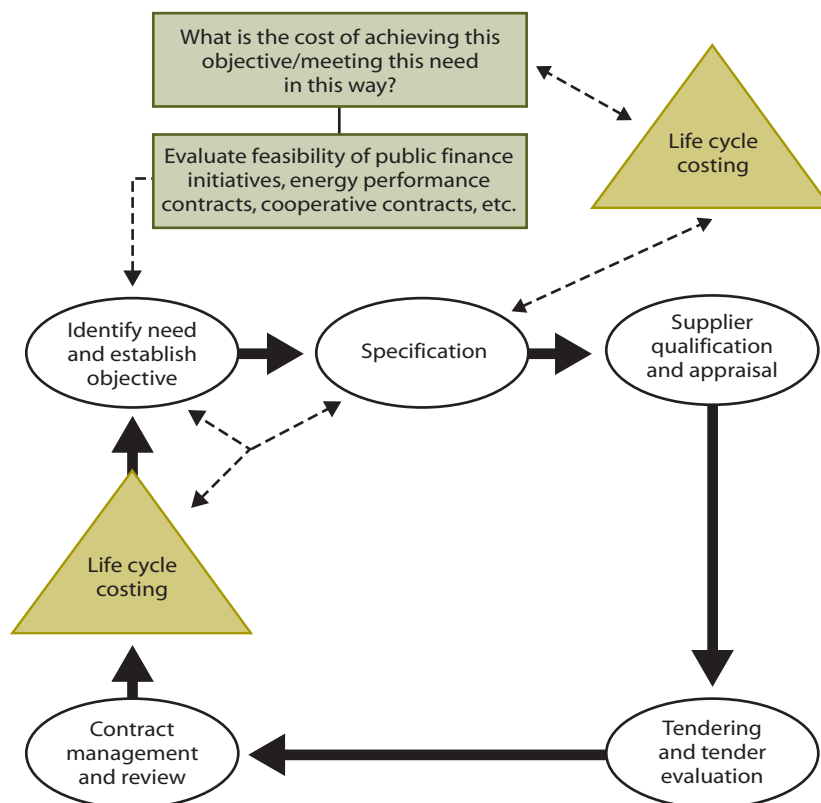 What is the cost of achieving this
objective/meeting this need
in this way?
Life cycle
costing
Evaluate feasibility of public finance
initiatives, energy performance
contracts, cooperative contracts, etc.
Identify need
and establish
objective
Specification
Supplier
qualification
and appraisal
Life cycle
costing
Contract
management
and review
Tendering
and tender
evaluation